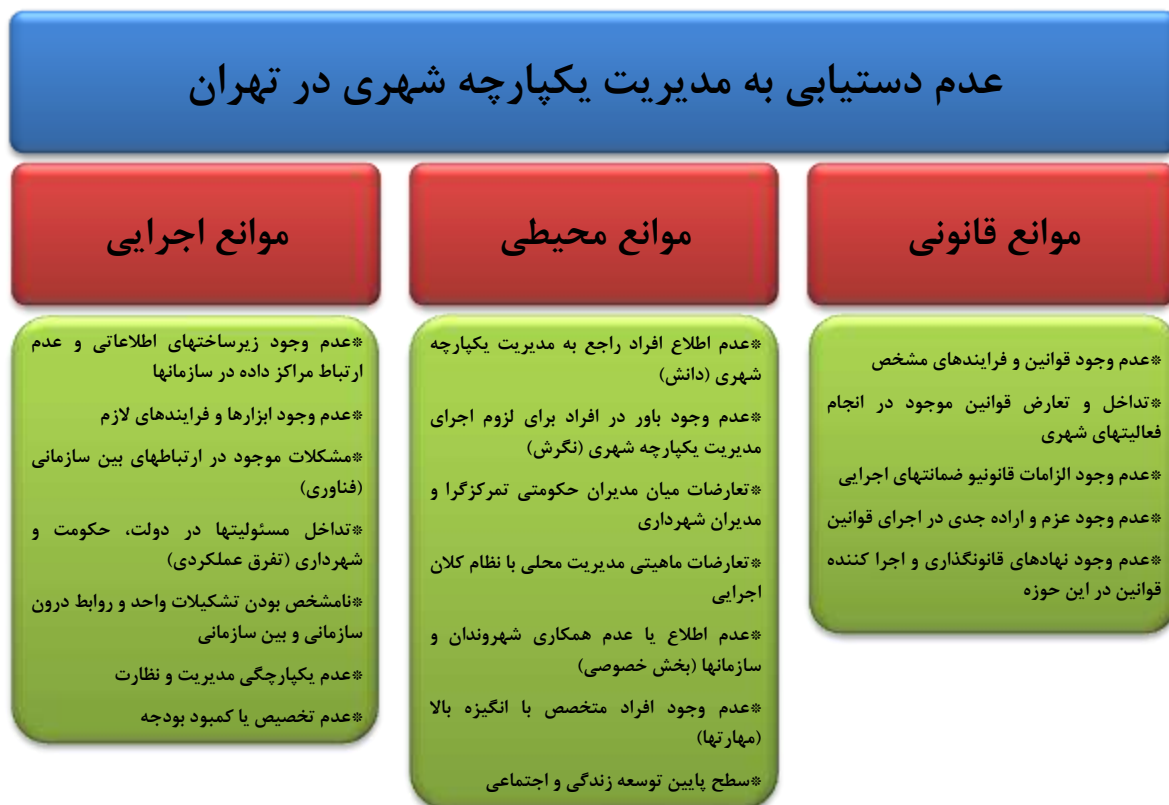 عدم دستیابی به مدیریت یکپارچه شهری در تهران
موانع قانونی
*عدم وجود قوانین و فرایندهای مشخص
*تداخل و تعارض قوانین موجود در انجام
فعالیتهای شهری
*عدم وجود الزامات قانونیو ضمانتهای اجرایی
*عدم وجود عزم و اراده جدی در اجرای قوانین
*عدم وجود نهادهای قانونگذاری و اجرا کننده
قوانین در این حوزه
موانع محیطی
*عدم اطلاع افراد راجع به مدیریت یکپارچه
شهری (دانش)
*عدم وجود باور در افراد برای لزوم اجرای
مدیریت یکپارچه شهری (نگرش)
*تعارضات میان مدیران حکومتی تمرکزگرا و
مدیران شهرداری
*تعارضات ماهیتی مدیریت محلی با نظام کلان
اجرایی
*عدم اطلاع یا عدم همکاری شهروندان و
سازمانها (بخش خصوصی)
*عدم وجود افراد متخصص با انگیزه بالا
(مهارتها)
*سطح پایین توسعه زندگی و اجتماعی
موانع اجرایی
*عدم وجود زیرساختهای اطلاعاتی و عدم
ارتباط مراکز داده در سازمانها
*عدم وجود ابزارها و فرایندهای لازم
*مشکلات موجود در ارتباطهای بین سازمانی
(فناوری)
*تداخل مسئولیتها در دولت، حکومت و
شهرداری (تفرق عملکردی)
*نامشخص بودن تشکیلات واحد و روابط درون
سازمانی و بین سازمانی
*عدم یکپارچگی مدیریت و نظارت
*عدم تخصیص یا کمبود بودجه